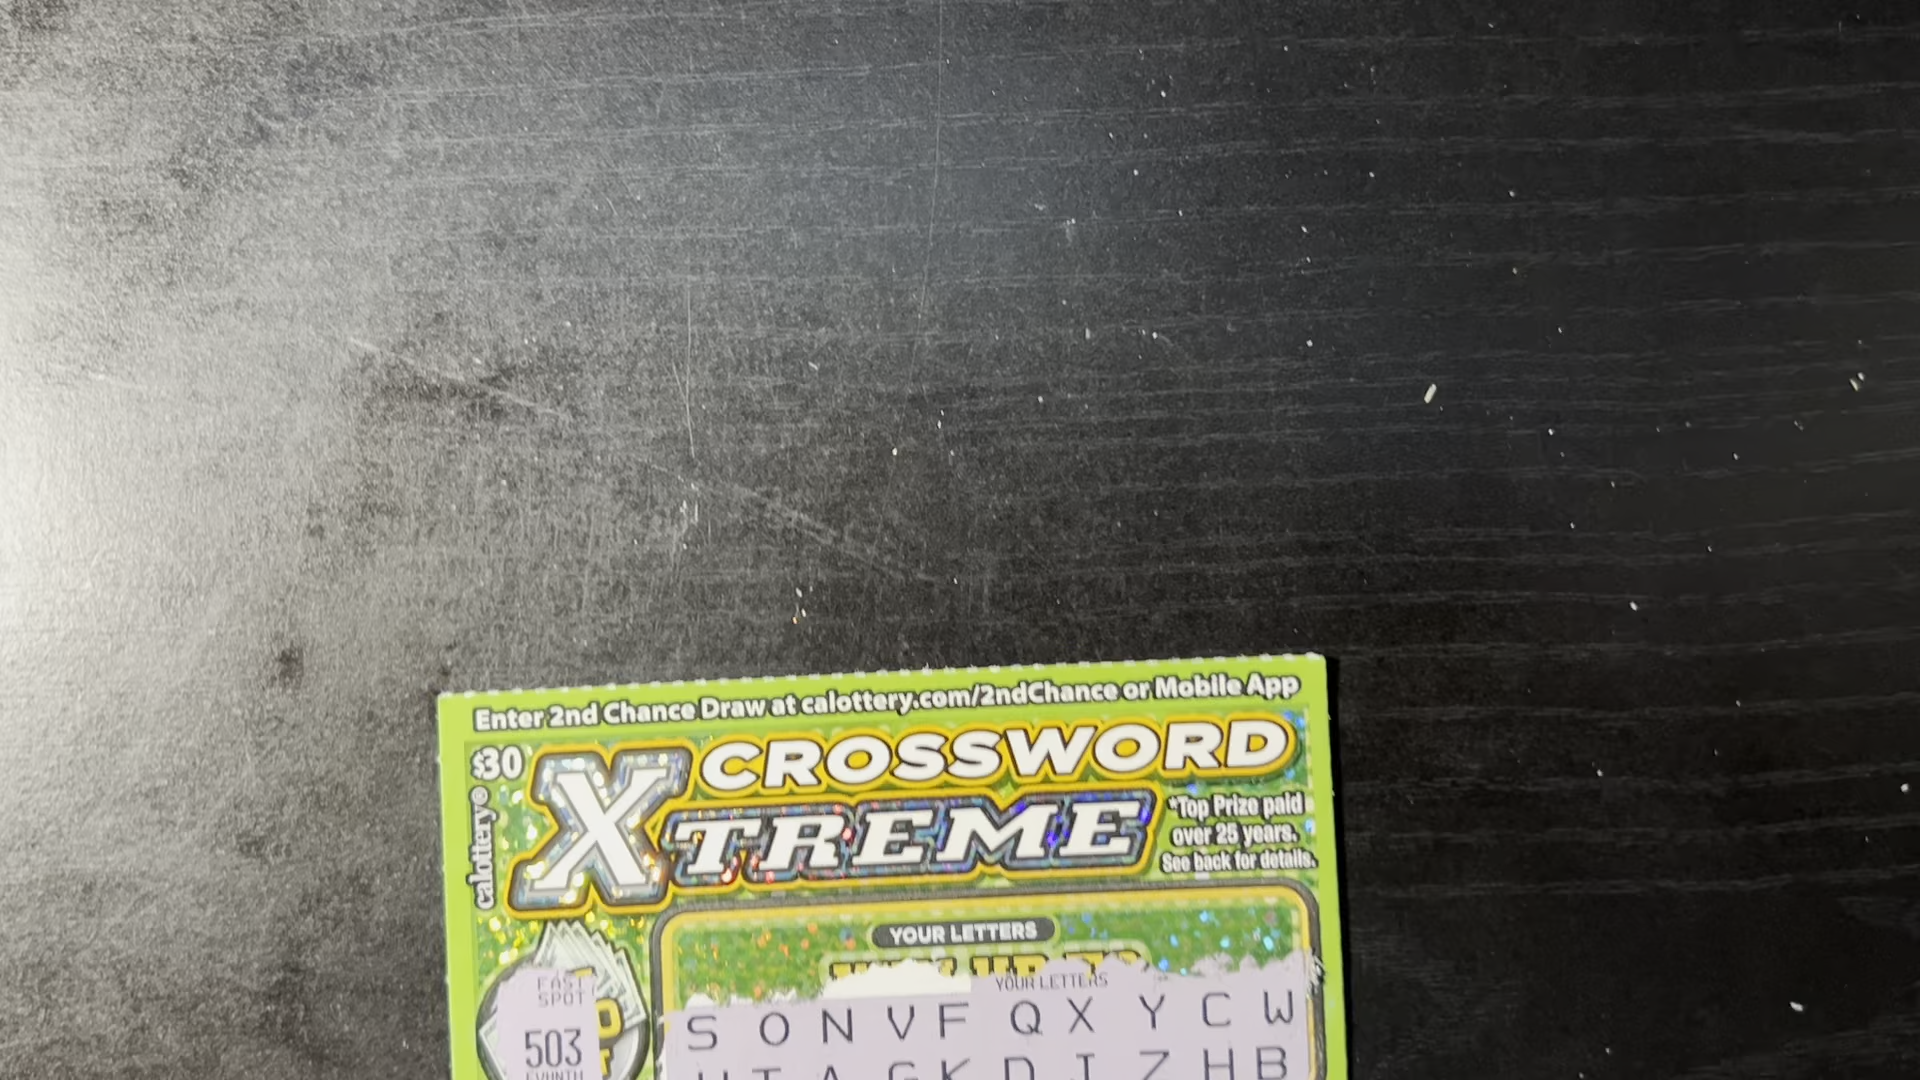 Enter 2nd Chance Draw at calottery.com/2ndChance or Mobile App
$30
calottery®
CROSSWORD
XTREME
*Top Prize paid
over 25 years.
See back for details.
YOUR LETTERS
YOUR LETTERS
FAST
SPOT
503
S O N V F Q X Y C W
K D I Z H B